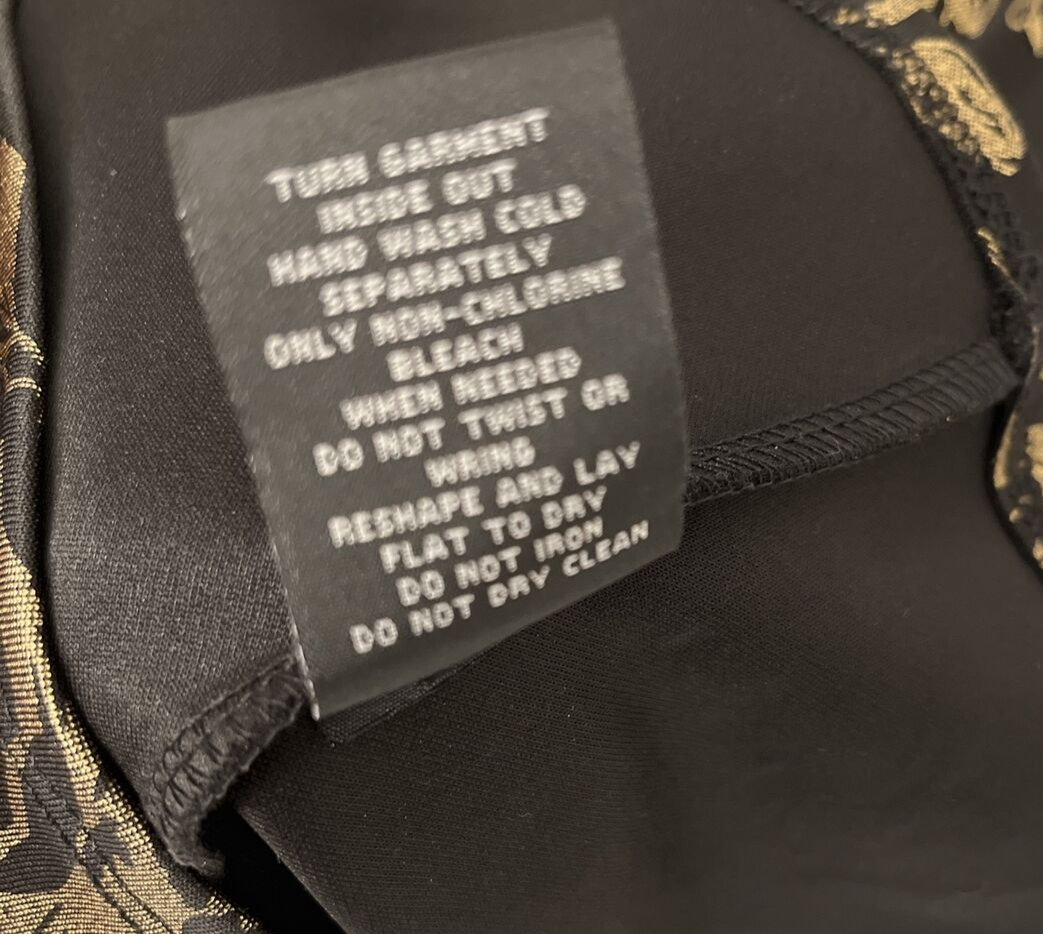 TURN GARMENT
INSIDE OUT
HAND WASH COLD
SEPARATELY
ONLY NON-CHLORINE
BLEACH
WHEN NEEDED
DO NOT TWIST OR
WRING
RESHAPE AND LAY
FLAT TO DRY
DO NOT IRON
DO NOT DRY CLEAN